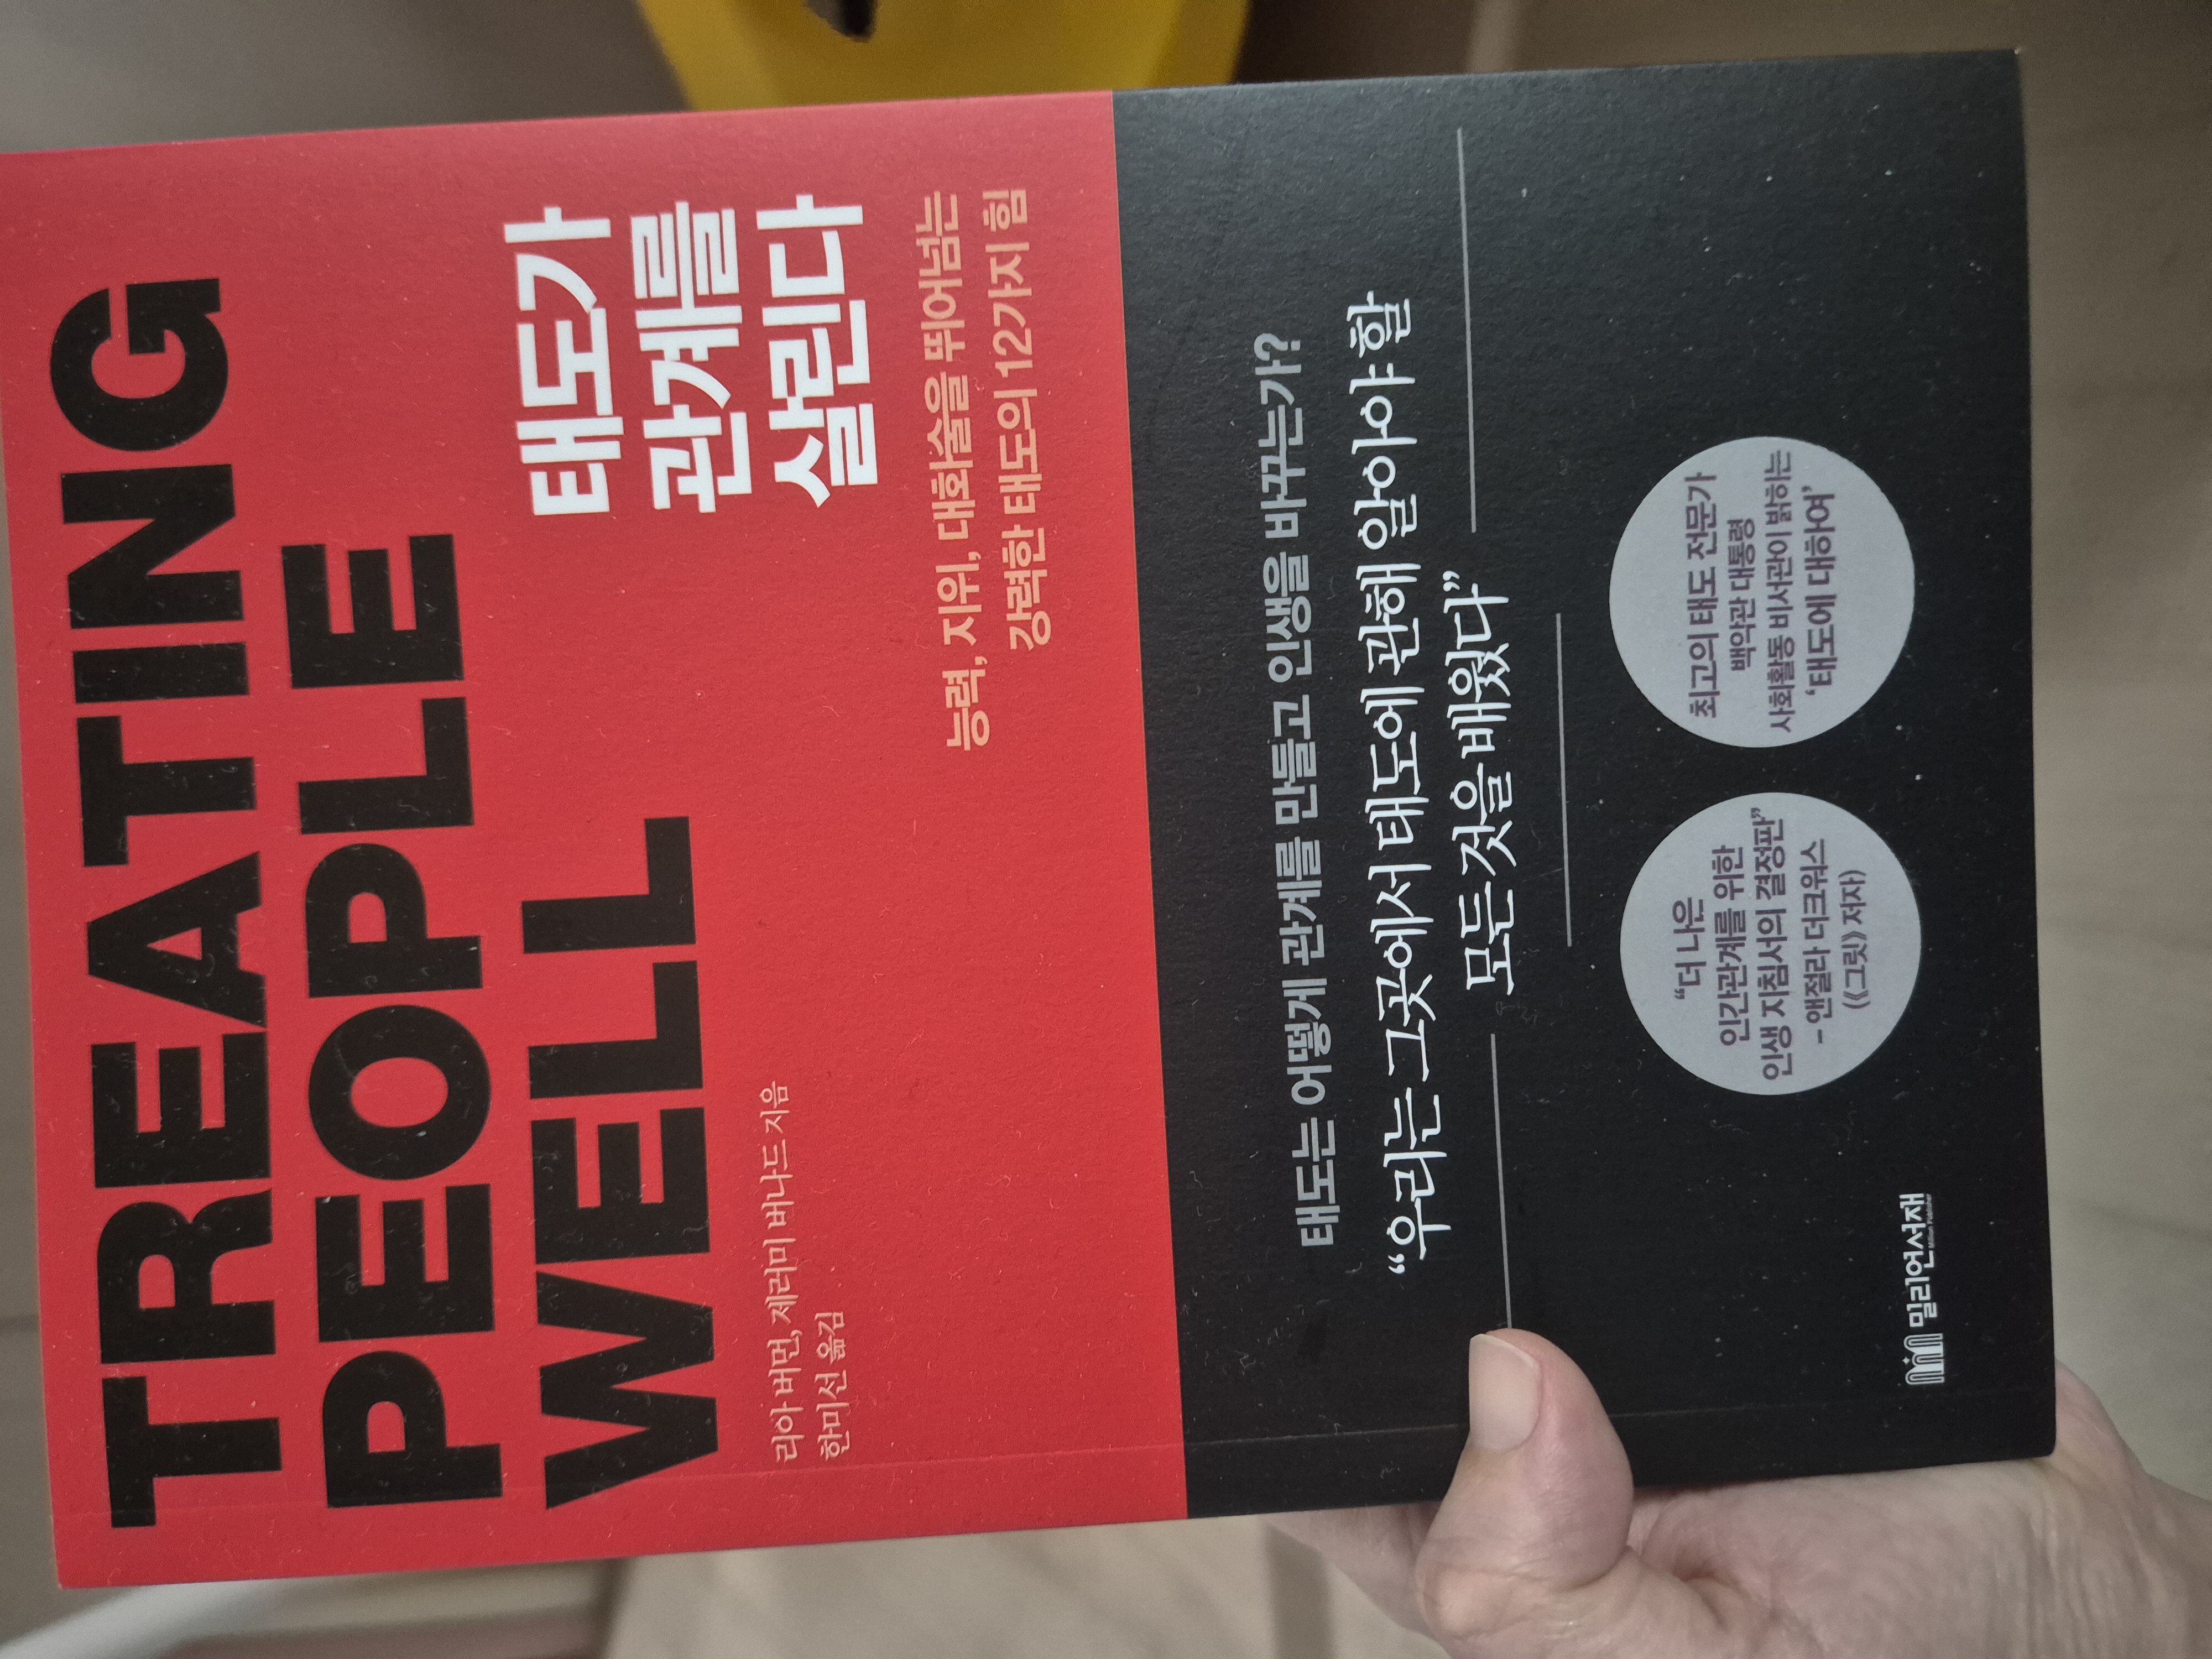 TREATING
PEOPLE
WELL
태도가
관계를
살린다
리아 버먼, 제러미 버나드 지음
한미선 옮김
능력, 지위, 대화술을 뛰어넘는
강력한 태도의 12가지 힘
태도는 어떻게 관계를 만들고 인생을 바꾸는가?
“우리는 그곳에서 태도에 관해 알아야 할
모든 것을 배웠다”
“더 나은
인간관계를 위한
인생 지침서의 결정판”
- 앤절라 더크워스
(《그릿》 저자)
최고의 태도 전문가
백악관 대통령
사회활동 비서관이 밝히는
‘태도에 대하여’
밀리언서재
Million Publisher